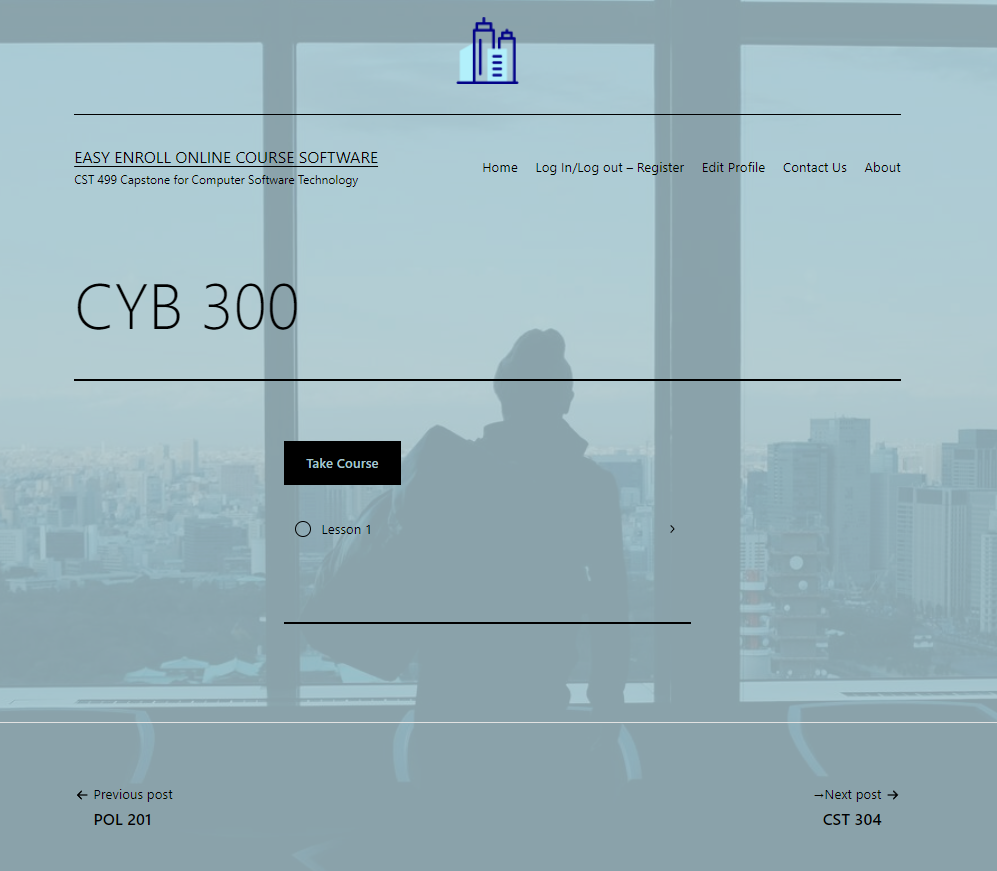 EASY ENROLL ONLINE COURSE SOFTWARE
CST 499 Capstone for Computer Software Technology
Home Log In/Log out – Register Edit Profile Contact Us About
CYB 300
Take Course
Lesson 1
← Previous post
POL 201
→Next post →
CST 304